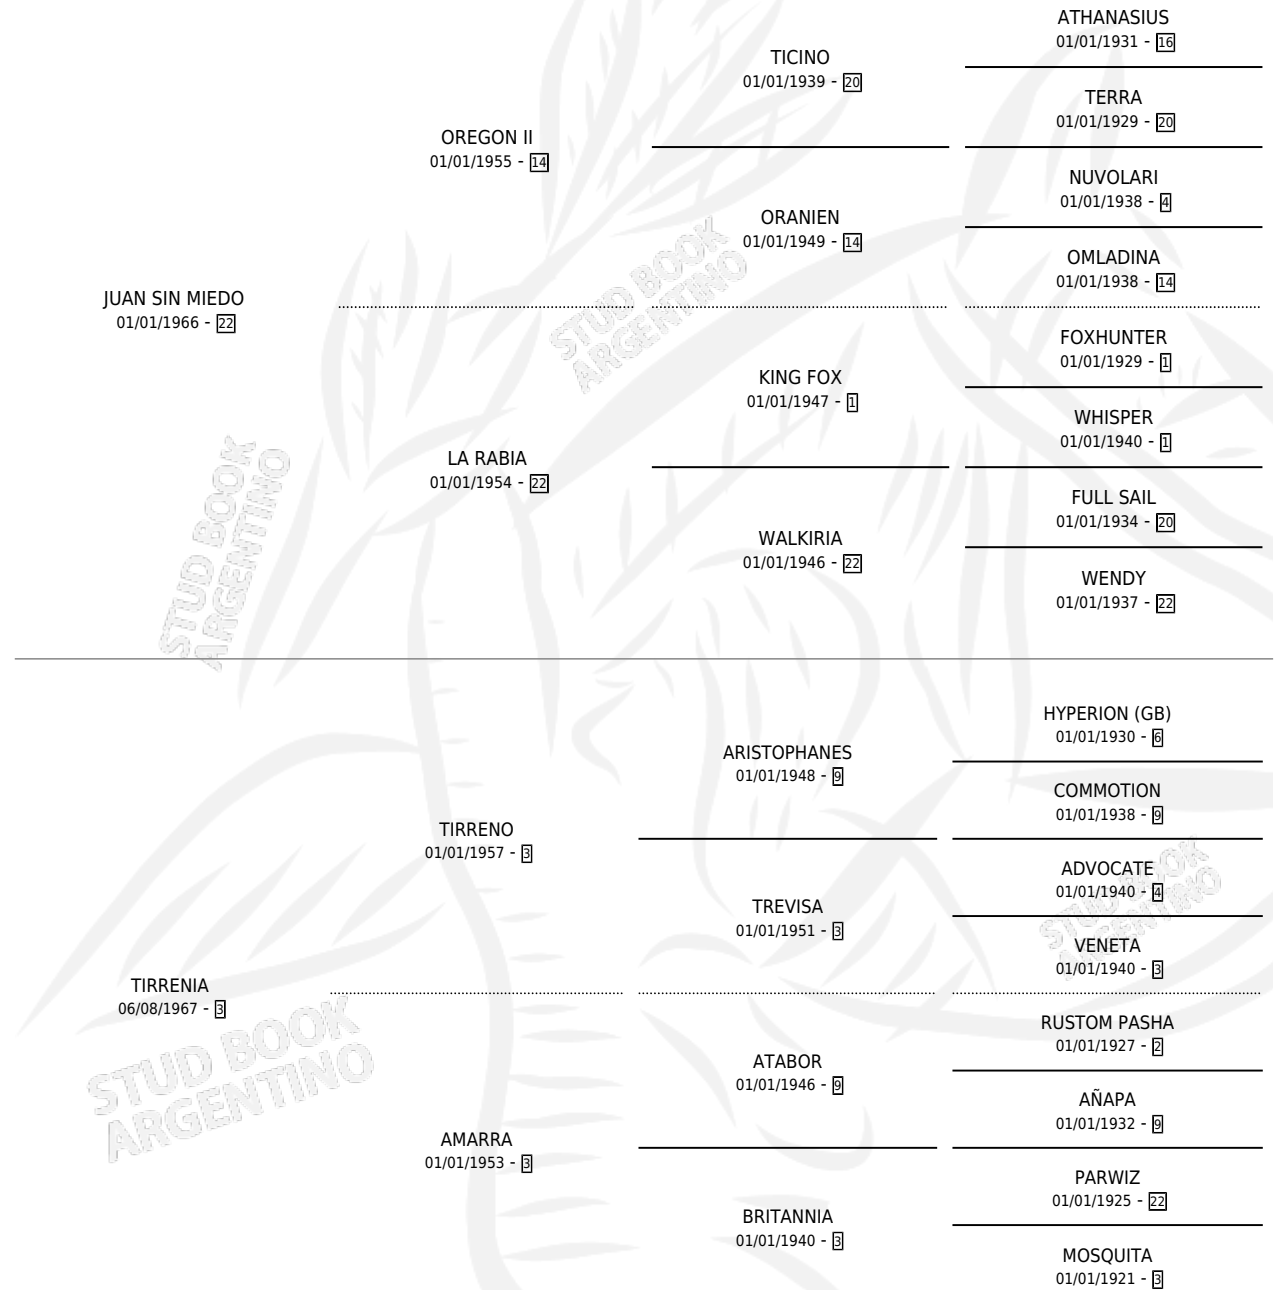 ATHANASIUS
01/01/1931 - 16
TICINO
01/01/1939 - 20
TERRA
01/01/1929 - 20
OREGON II
01/01/1955 - 14
NUVOLARI
01/01/1938 - 4
ORANIEN
01/01/1949 - 14
OMLADINA
01/01/1938 - 14
JUAN SIN MIEDO
01/01/1966 - 22
FOXHUNTER
01/01/1929 - 1
KING FOX
01/01/1947 - 1
WHISPER
01/01/1940 - 1
LA RABIA
01/01/1954 - 22
FULL SAIL
01/01/1934 - 20
WALKIRIA
01/01/1946 - 22
WENDY
01/01/1937 - 22
STUD BOOK
ARGENTINO
STUD BOOK
ARGENTINO
HYPERION (GB)
01/01/1930 - 6
ARISTOPHANES
01/01/1948 - 9
COMMOTION
01/01/1938 - 9
TIRRENO
01/01/1957 - 3
ADVOCATE
01/01/1940 - 4
TREVISA
01/01/1951 - 3
VENETA
01/01/1940 - 3
STUD BOOK
ARGENTINO
TIRRENIA
06/08/1967 - 3
RUSTOM PASHA
01/01/1927 - 2
ATABOR
01/01/1946 - 9
AÑAPA
01/01/1932 - 9
AMARRA
01/01/1953 - 3
PARWIZ
01/01/1925 - 22
BRITANNIA
01/01/1940 - 3
MOSQUITA
01/01/1921 - 3
STUD BOOK
ARGENTINO